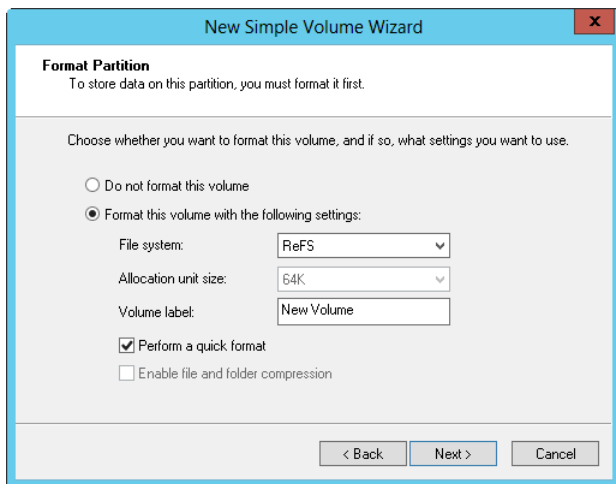 New Simple Volume Wizard
x
Format Partition
To store data on this partition, you must format it first.
Choose whether you want to format this volume, and if so, what settings you want to use.
Do not format this volume
Format this volume with the following settings:
File system: ReFS
Allocation unit size: 64K
Volume label: New Volume
Perform a quick format
Enable file and folder compression
< Back Next > Cancel